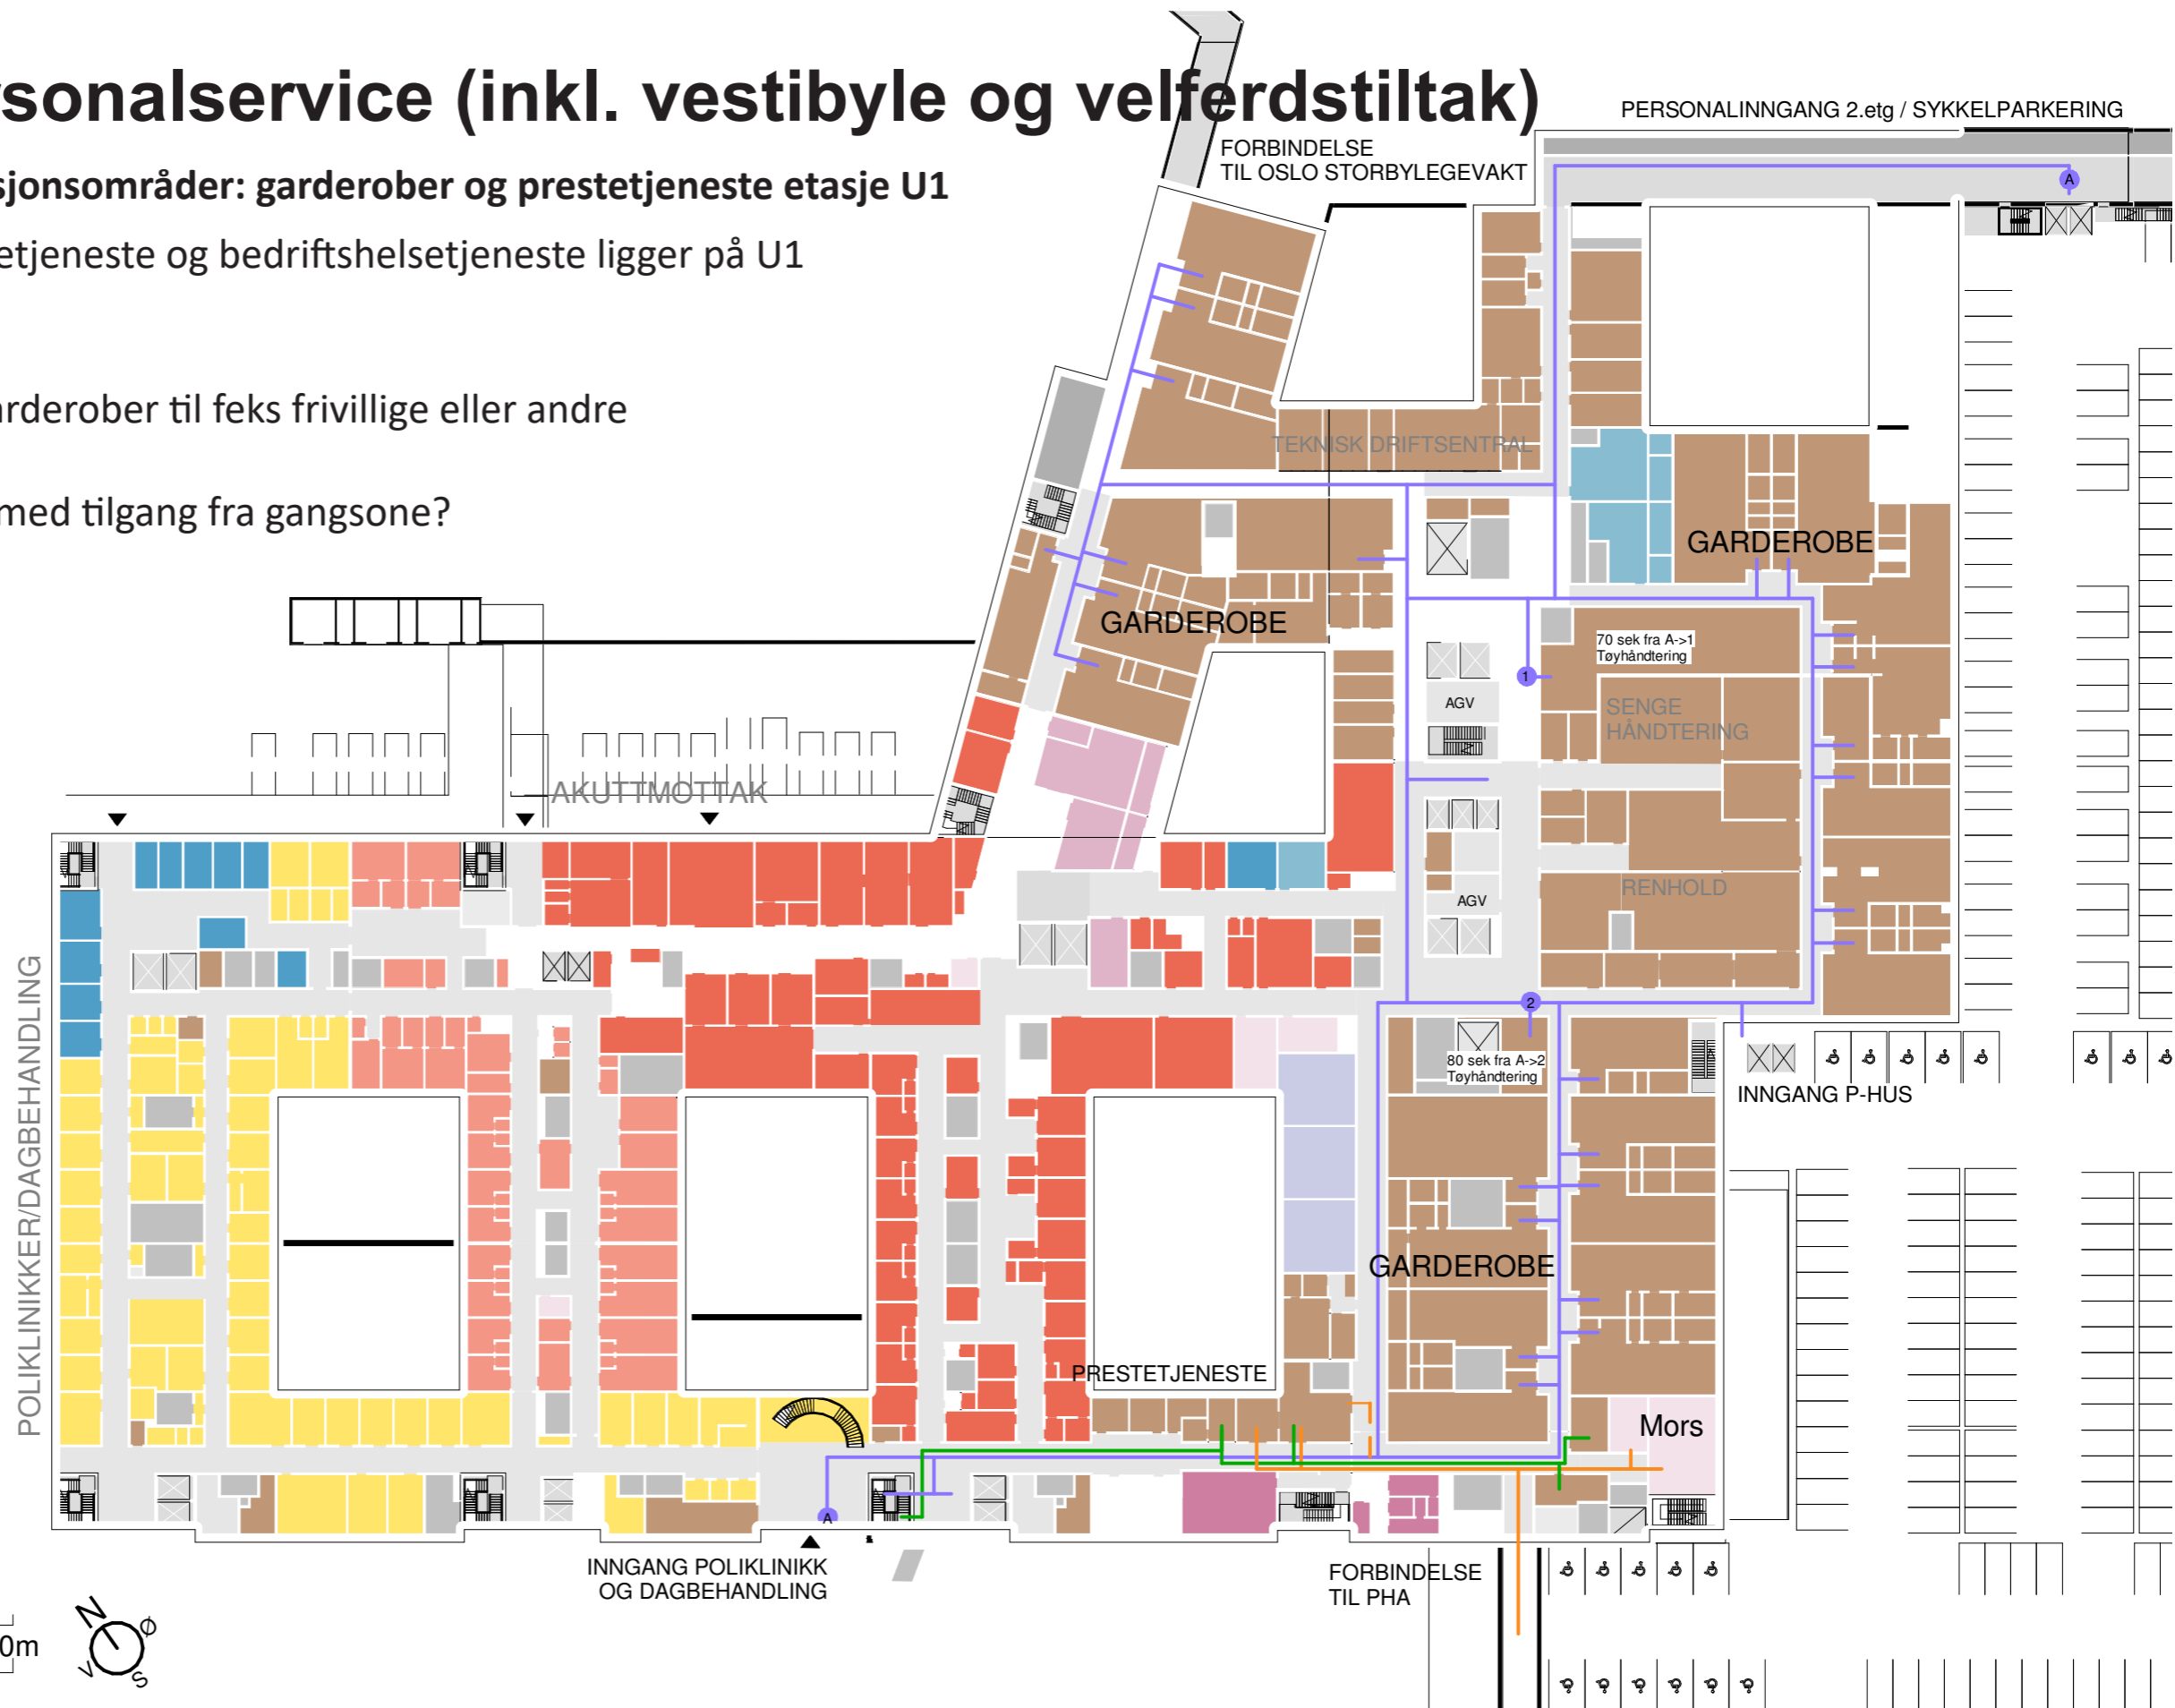 rsonalservice (inkl. vestibyle og velferdstiltak)
sjonsområder: garderober og prestetjeneste etasje U1
etjeneste og bedriftshelsetjeneste ligger på U1
arderober til feks frivillige eller andre
med tilgang fra gangsone?
PERSONALINNGANG 2.etg / SYKKELPARKERING
FORBINDELSE
TIL OSLO STORBYLEGEVAKT
A
TEKNISK DRIFTSENTRAL
GARDEROBE
GARDEROBE
70 sek fra A->1
Tøyhåndtering
1
AGV
SENGE
HÅNDTERING
AKUTTMOTTAK
RENHOLD
AGV
POLIKLINIKKER/DAGBEHANDLING
2
80 sek fra A->2
Tøyhåndtering
INNGANG P-HUS
GARDEROBE
PRESTETJENESTE
Mors
A
INNGANG POLIKLINIKK
OG DAGBEHANDLING
FORBINDELSE
TIL PHA
N
Ø
V
S
0m